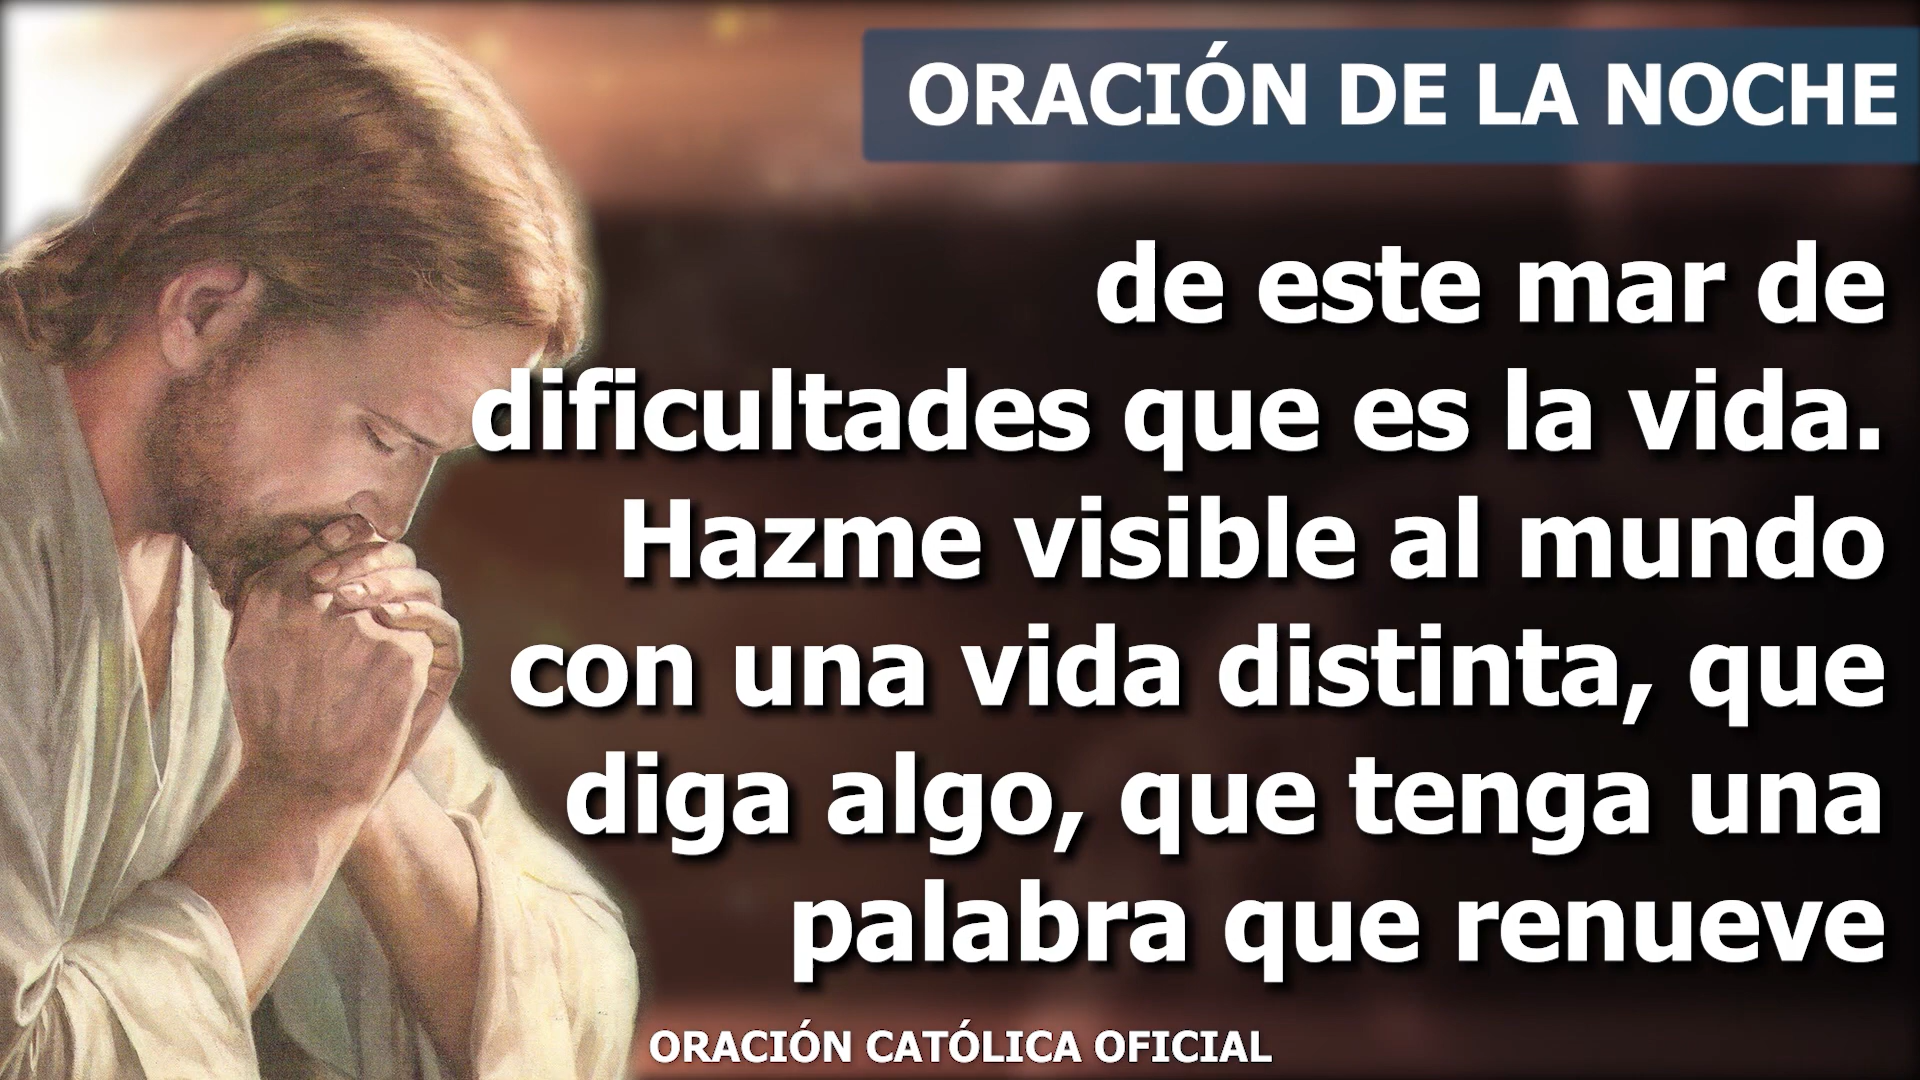 ORACIÓN DE LA NOCHE
de este mar de
dificultades que es la vida.
Hazme visible al mundo
con una vida distinta, que
diga algo, que tenga una
palabra que renueve
ORACIÓN CATÓLICA OFICIAL